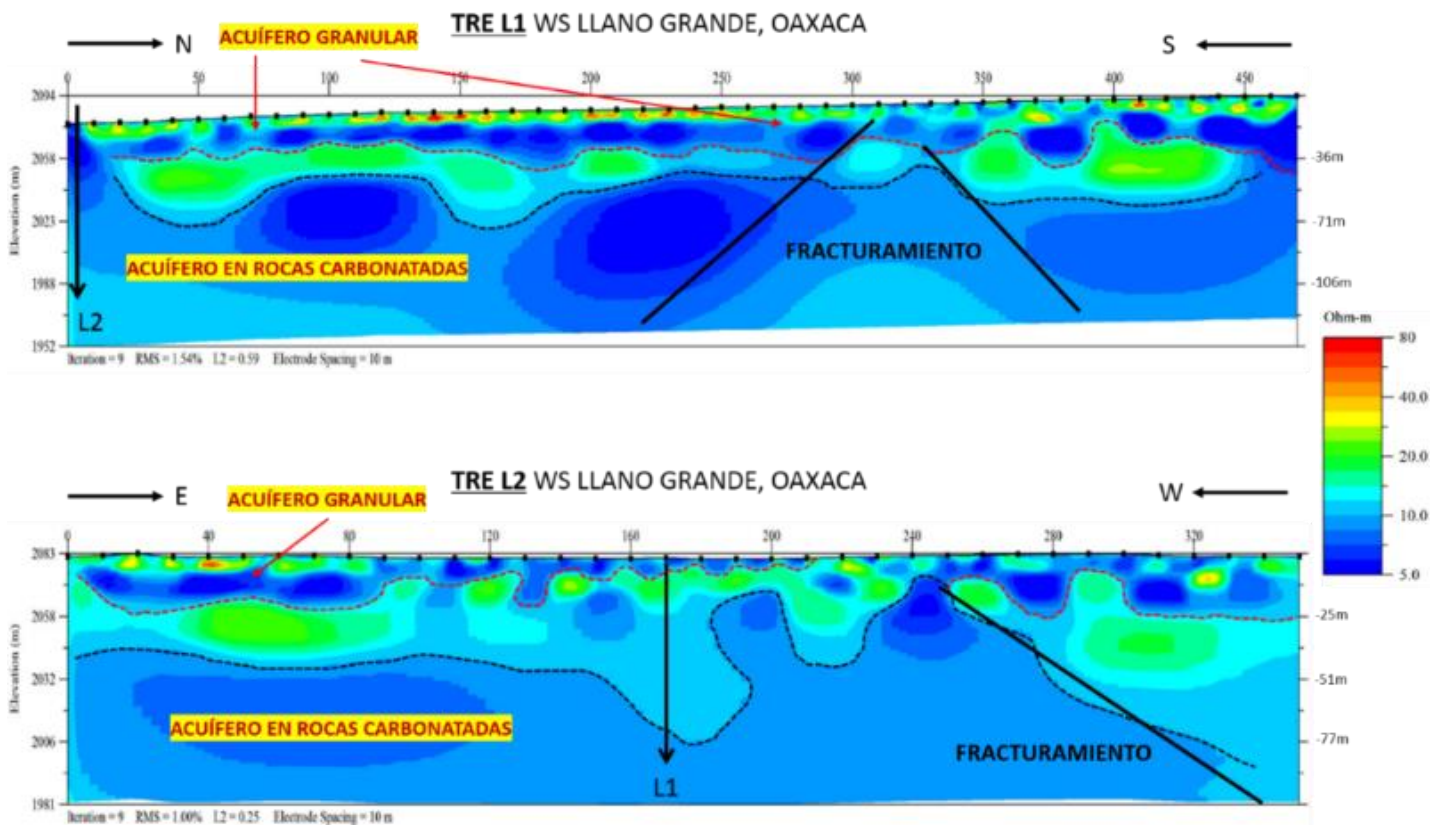 TRE L1 WS LLANO GRANDE, OAXACA
N
ACUÍFERO GRANULAR
S
0 50 100 150 200 250 300 350 400 450
2094
2058
2023
1988
1952
Elevation (m)
-36m
-71m
-106m
FRACTURAMIENTO
ACUÍFERO EN ROCAS CARBONATADAS
L2
Iteration = 9 RMS = 1.54% L2 = 0.59 Electrode Spacing = 10 m
Ohm-m
80
40.0
20.0
10.0
5.0
TRE L2 WS LLANO GRANDE, OAXACA
E
ACUÍFERO GRANULAR
W
0 40 80 120 160 200 240 280 320
2083
2058
2032
2006
1981
Elevation (m)
-25m
-51m
-77m
ACUÍFERO EN ROCAS CARBONATADAS
FRACTURAMIENTO
L1
Iteration = 9 RMS = 1.00% L2 = 0.25 Electrode Spacing = 10 m